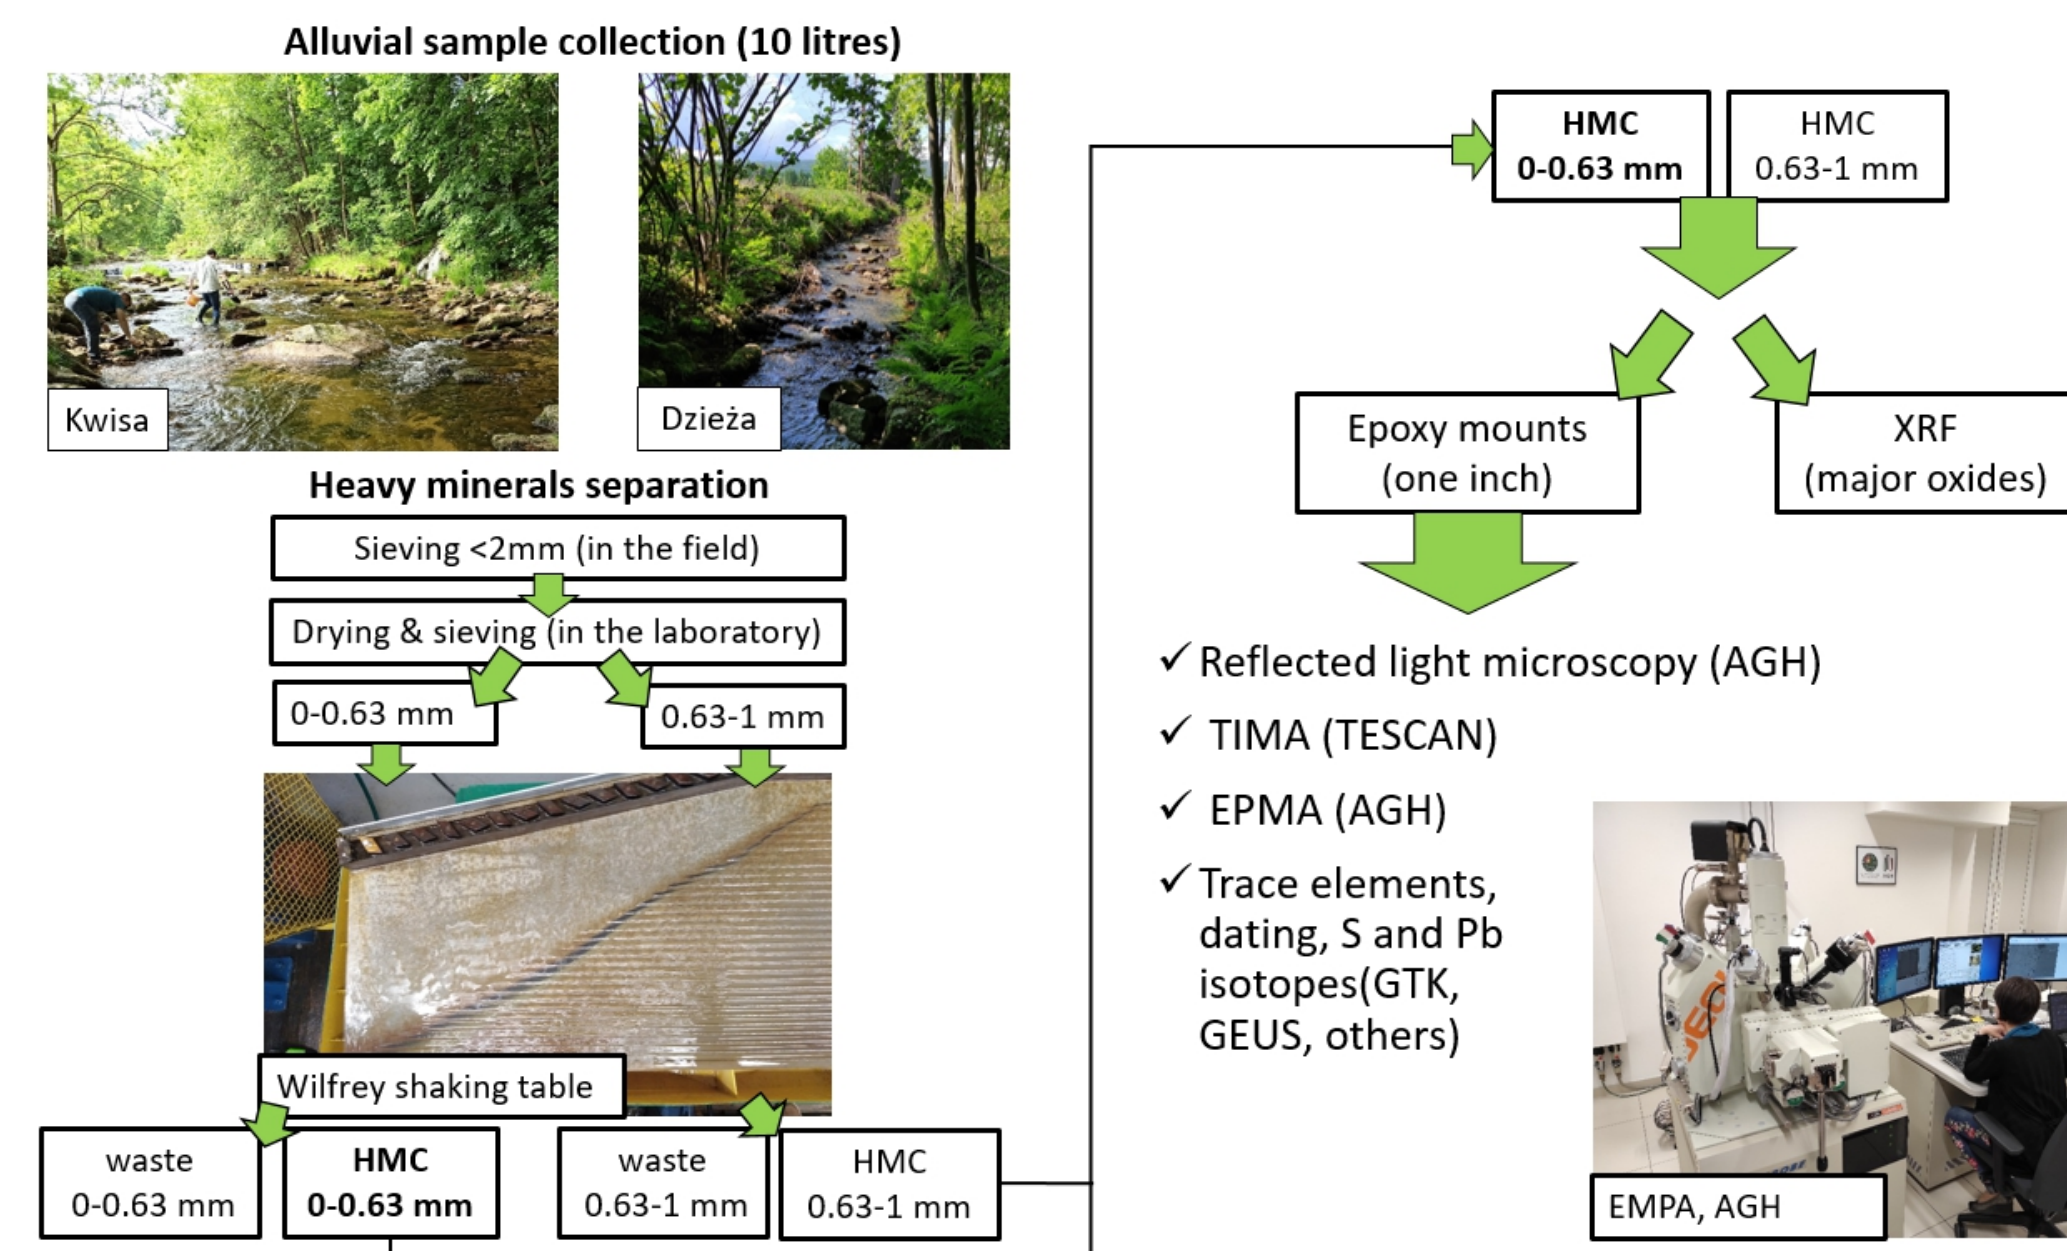 Alluvial sample collection (10 litres)
Kwisa
Dzieża
Heavy minerals separation
Sieving <2mm (in the field)
Drying & sieving (in the laboratory)
0-0.63 mm
0.63-1 mm
Wilfrey shaking table
waste
0-0.63 mm
HMC
0-0.63 mm
waste
0.63-1 mm
HMC
0.63-1 mm
HMC
0-0.63 mm
HMC
0.63-1 mm
Epoxy mounts
(one inch)
XRF
(major oxides)
✓ Reflected light microscopy (AGH)
✓ TIMA (TESCAN)
✓ EPMA (AGH)
✓ Trace elements,
dating, S and Pb
isotopes(GTK,
GEUS, others)
JEOL
EMPA, AGH